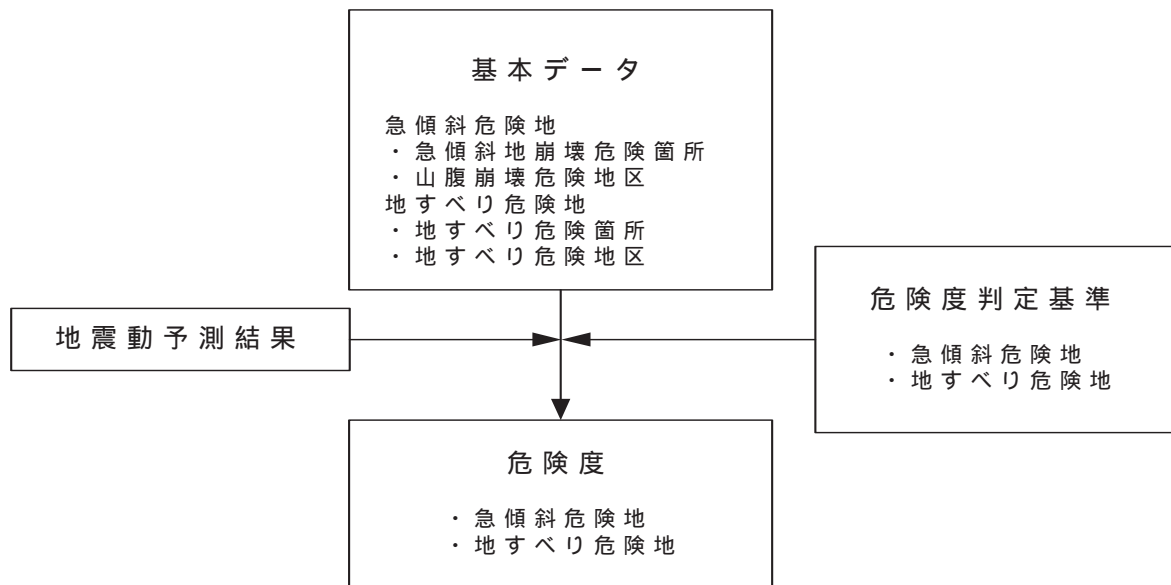 基本データ
急傾斜危険地
・急傾斜地崩壊危険箇所
・山腹崩壊危険地区
地すべり危険地
・地すべり危険箇所
・地すべり危険地区
地震動予測結果
危険度判定基準
・急傾斜危険地
・地すべり危険地
危険度
・急傾斜危険地
・地すべり危険地